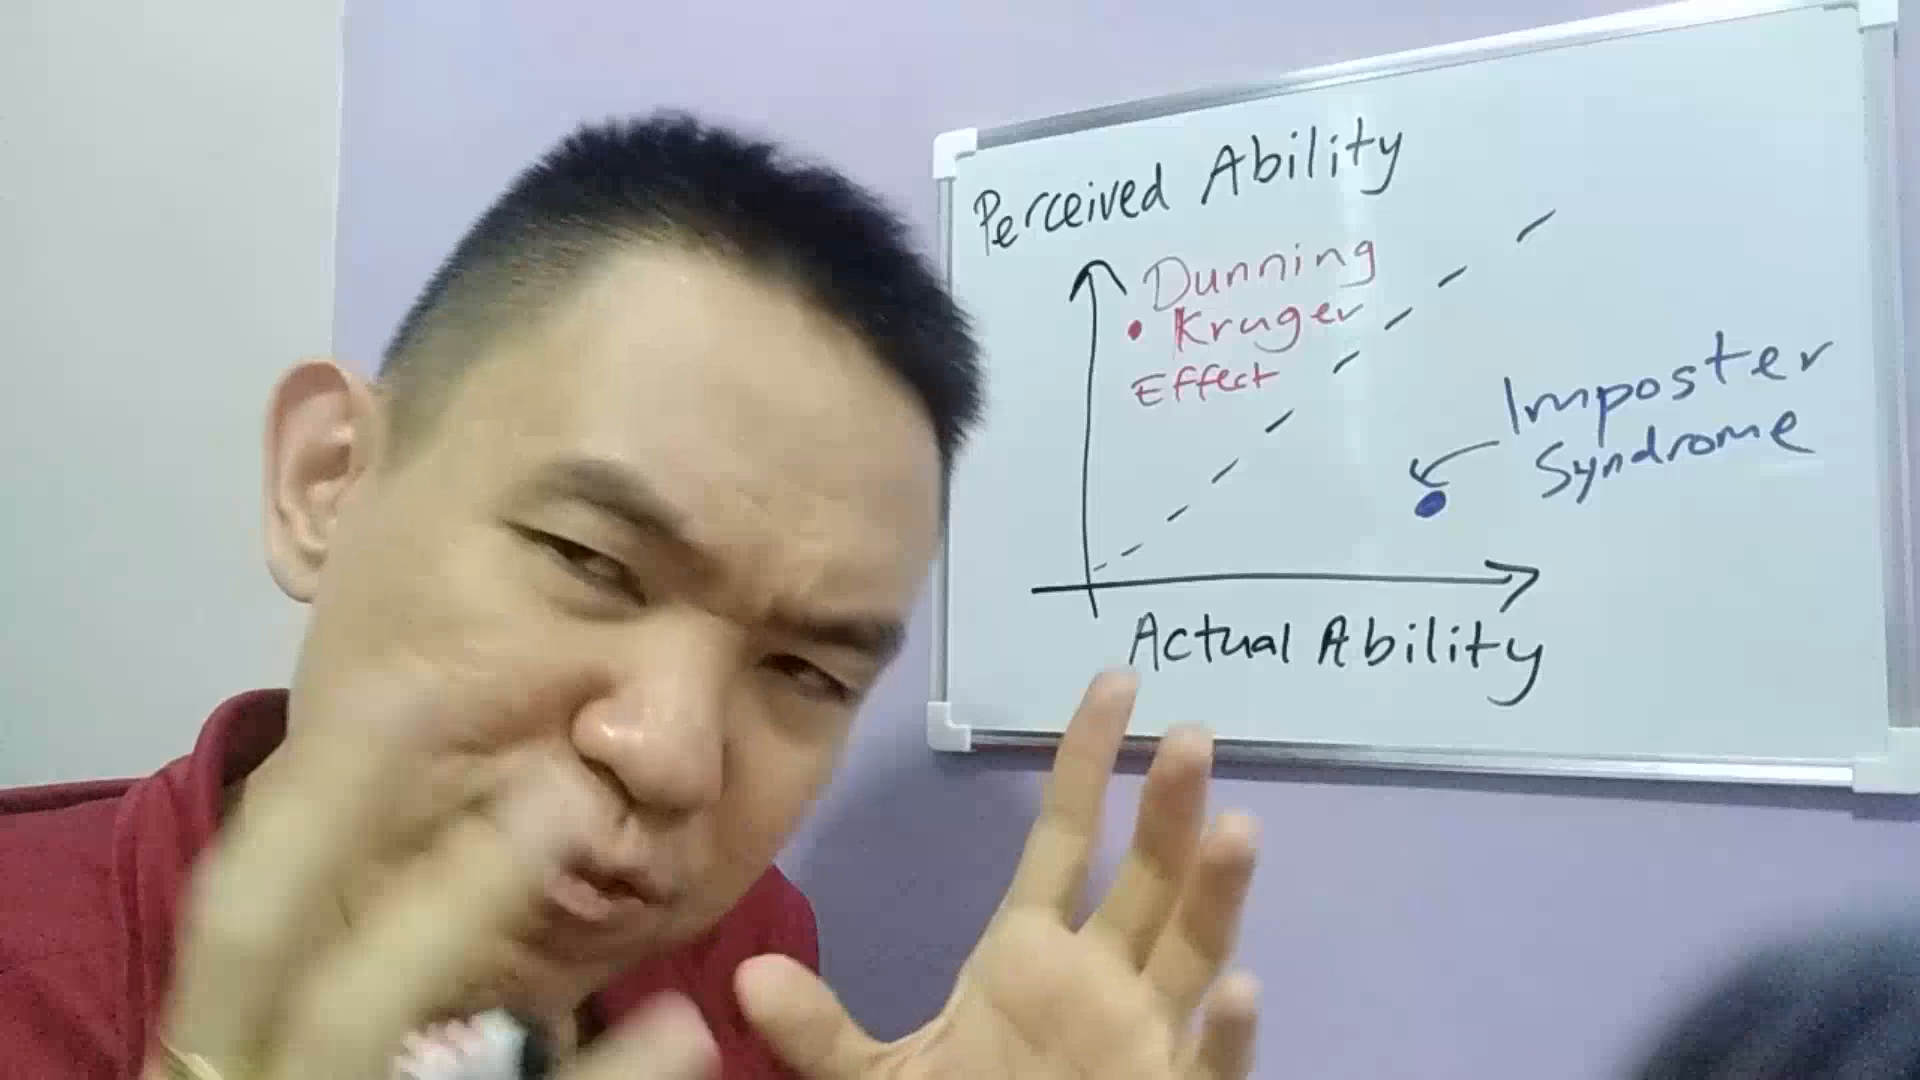 Perceived Ability
Dunning
Kruger
Effect
Imposter
Syndrome
Actual Ability